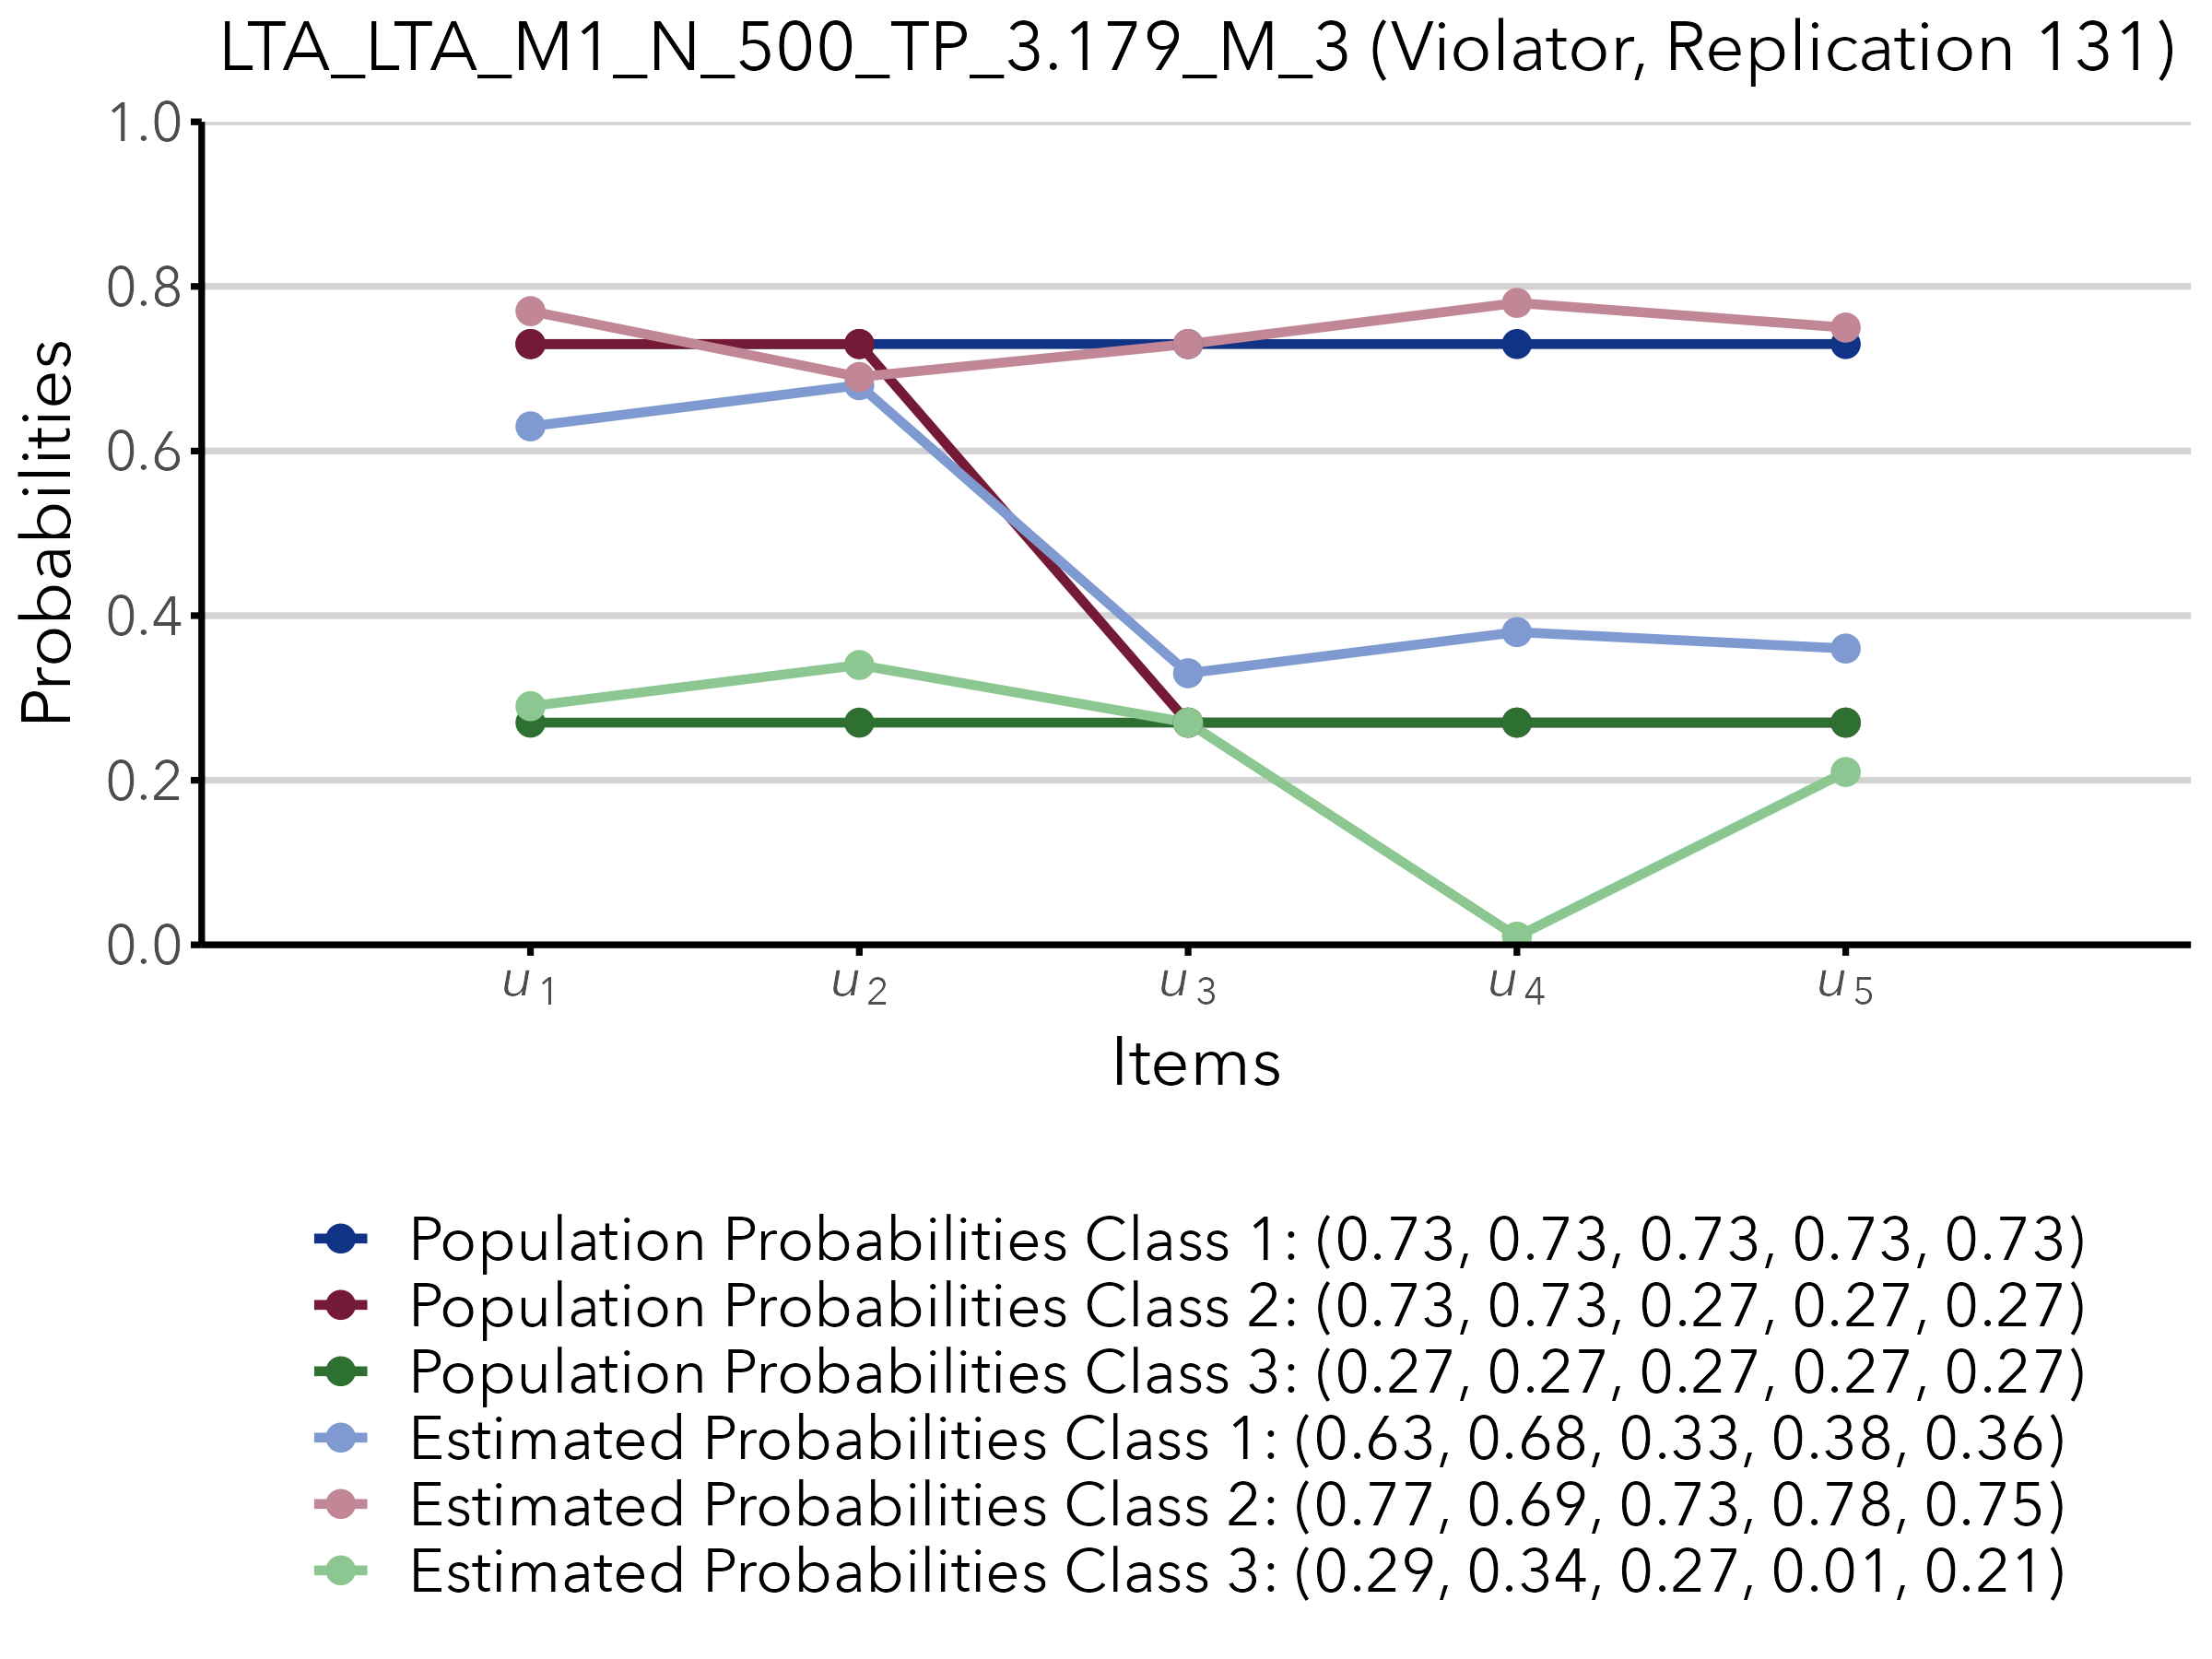 LTA_LTA_M1_N_500_TP_3.179_M_3 (Violator, Replication 131)
Probabilities
1.0
0.8
0.6
0.4
0.2
0.0
u1 u2 u3 u4 u5
Items
Population Probabilities Class 1: (0.73, 0.73, 0.73, 0.73, 0.73)
Population Probabilities Class 2: (0.73, 0.73, 0.27, 0.27, 0.27)
Population Probabilities Class 3: (0.27, 0.27, 0.27, 0.27, 0.27)
Estimated Probabilities Class 1: (0.63, 0.68, 0.33, 0.38, 0.36)
Estimated Probabilities Class 2: (0.77, 0.69, 0.73, 0.78, 0.75)
Estimated Probabilities Class 3: (0.29, 0.34, 0.27, 0.01, 0.21)